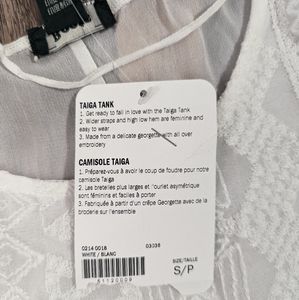 TAIGA TANK
1. Get ready to fall in love with the Taiga Tank
2. Wider straps and high low hem are feminine and
easy to wear
3. Made from a delicate georgette with all over
embroidery
CAMISOLE TAIGA
1. Préparez-vous à avoir le coup de foudre pour notre
camisole Taiga
2. Les bretelles plus larges et "ourlet asymétrique
sont féminins et faciles à porter
3. Fabriquée à partir d'un crêpe Georgette avec de la
broderie sur l'ensemble
0214 0018
03036
WHITE / BLANC
SIZE/TAILLE
S/P
61120009